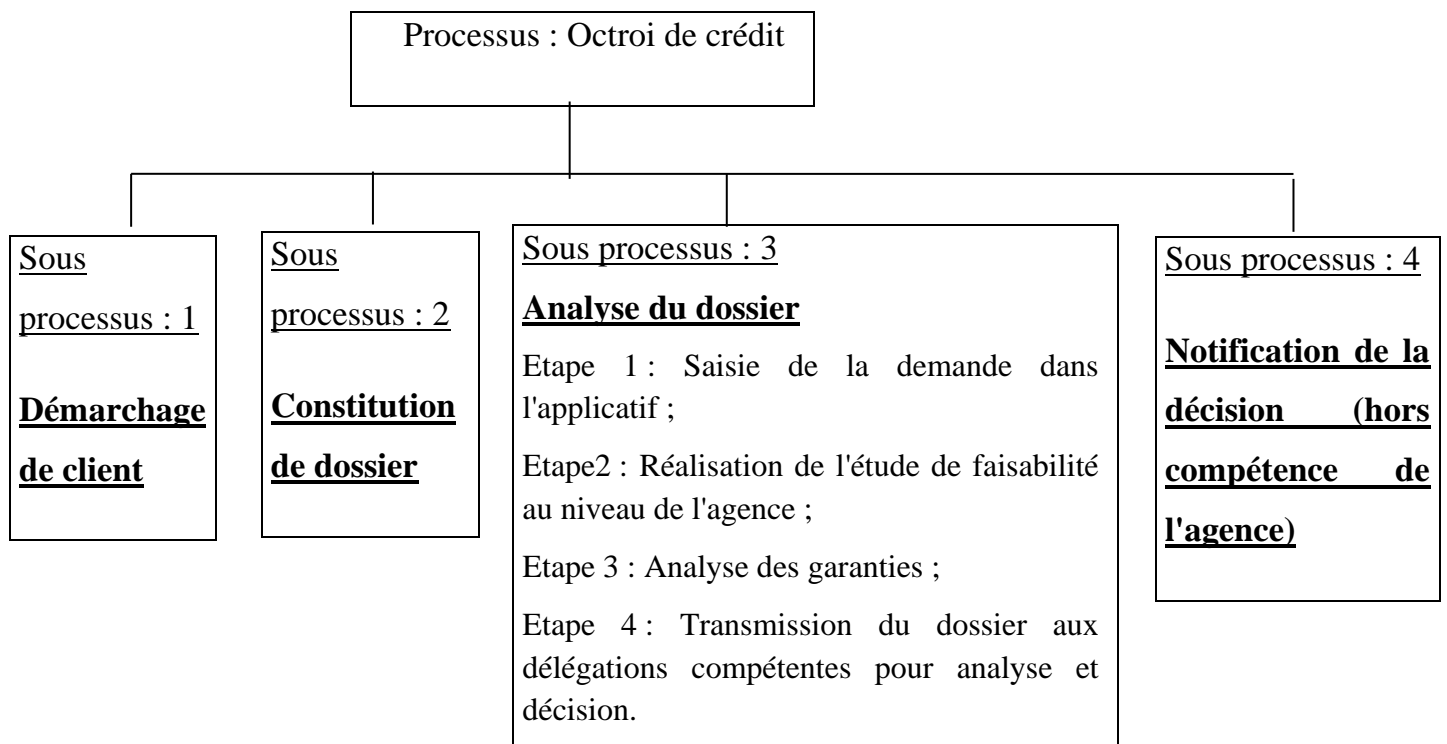 Processus : Octroi de crédit
Sous
processus : 1
Démarchage
de client
Sous
processus : 2
Constitution
de dossier
Sous processus : 3
Analyse du dossier
Etape 1 : Saisie de la demande dans
l'applicatif ;
Etape2 : Réalisation de l'étude de faisabilité
au niveau de l'agence ;
Etape 3 : Analyse des garanties ;
Etape 4 : Transmission du dossier aux
délégations compétentes pour analyse et
décision.
Sous processus : 4
Notification de la
décision (hors
compétence de
l'agence)